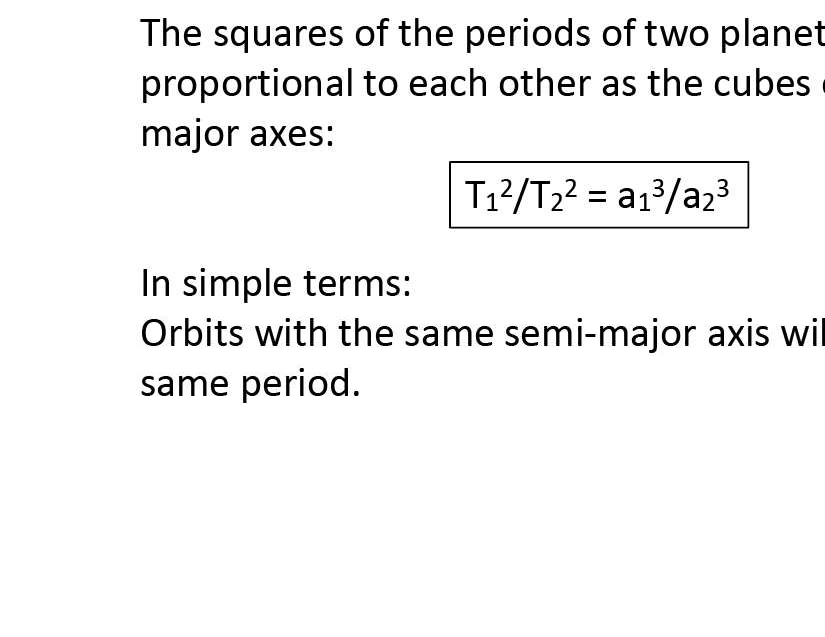 The squares of the periods of two planet
proportional to each other as the cubes
major axes:
T₁²/T₂² = a₁³/a₂³
In simple terms:
Orbits with the same semi-major axis wil
same period.